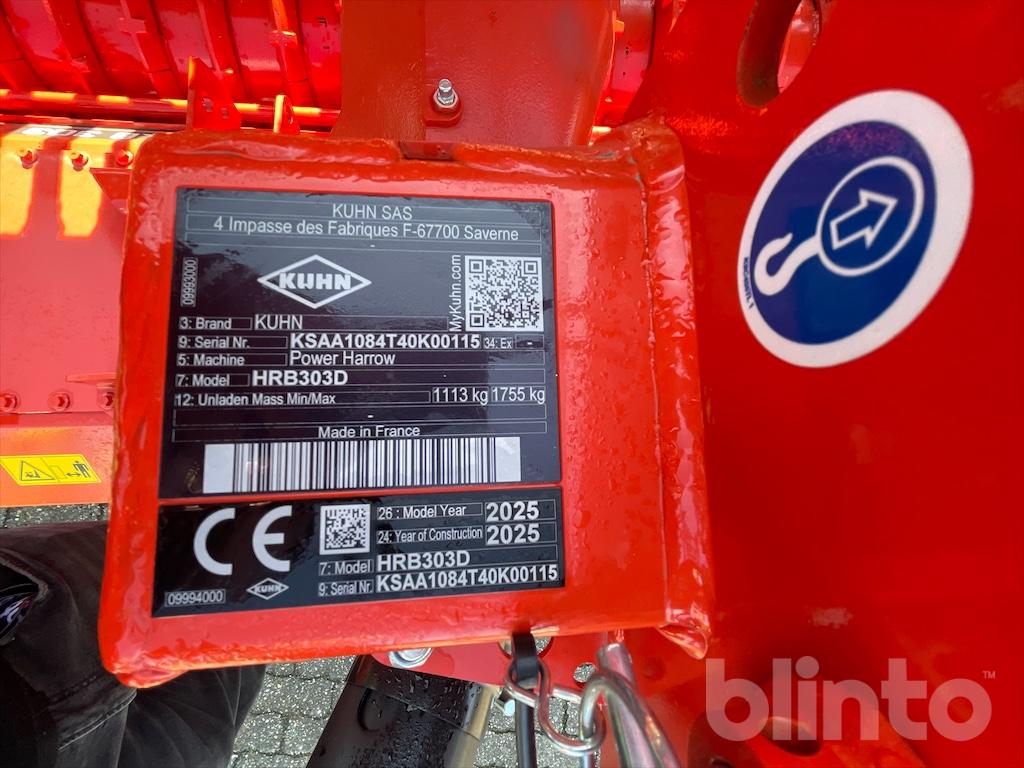 KUHN SAS
4 Impasse des Fabriques F-67700 Saverne
09993000
KUHN
MyKuhn.com
3: Brand KUHN
9: Serial Nr. KSAA1084T40K00115 34: Ex -
5: Machine Power Harrow
7: Model HRB303D
12: Unladen Mass Min/Max 1113 kg 1755 kg
-
Made in France
CE
26: Model Year 2025
24: Year of Construction 2025
7: Model HRB303D
9: Serial Nr. KSAA1084T40K00115
09994000
KUHN
blinto™